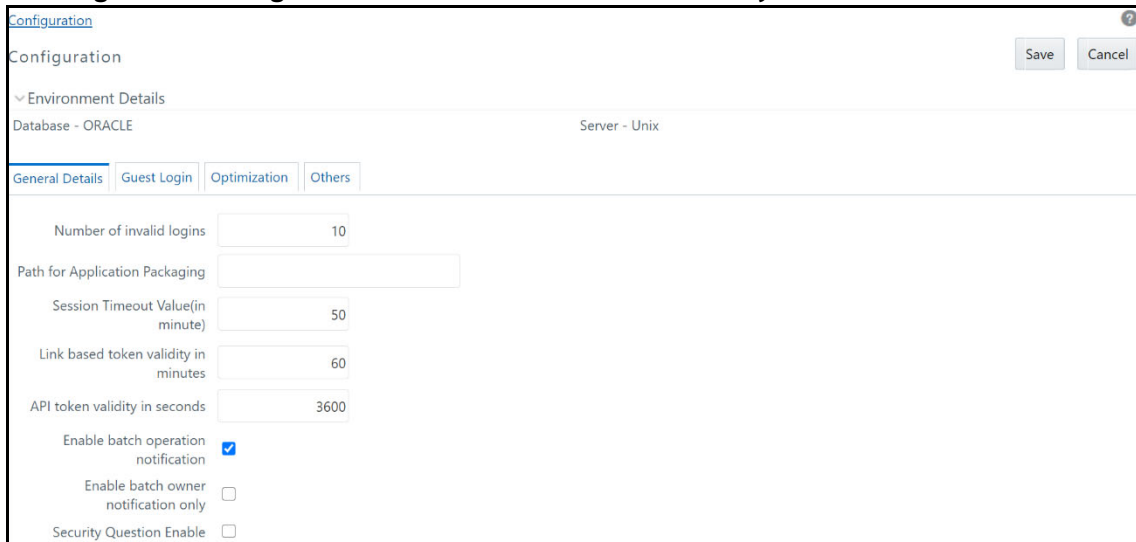 Configuration
Configuration
Save Cancel
Environment Details
Database - ORACLE Server - Unix
General Details Guest Login Optimization Others
Number of invalid logins 10
Path for Application Packaging
Session Timeout Value(in
minute) 50
Link based token validity in
minutes 60
API token validity in seconds 3600
Enable batch operation
notification
Enable batch owner
notification only
Security Question Enable